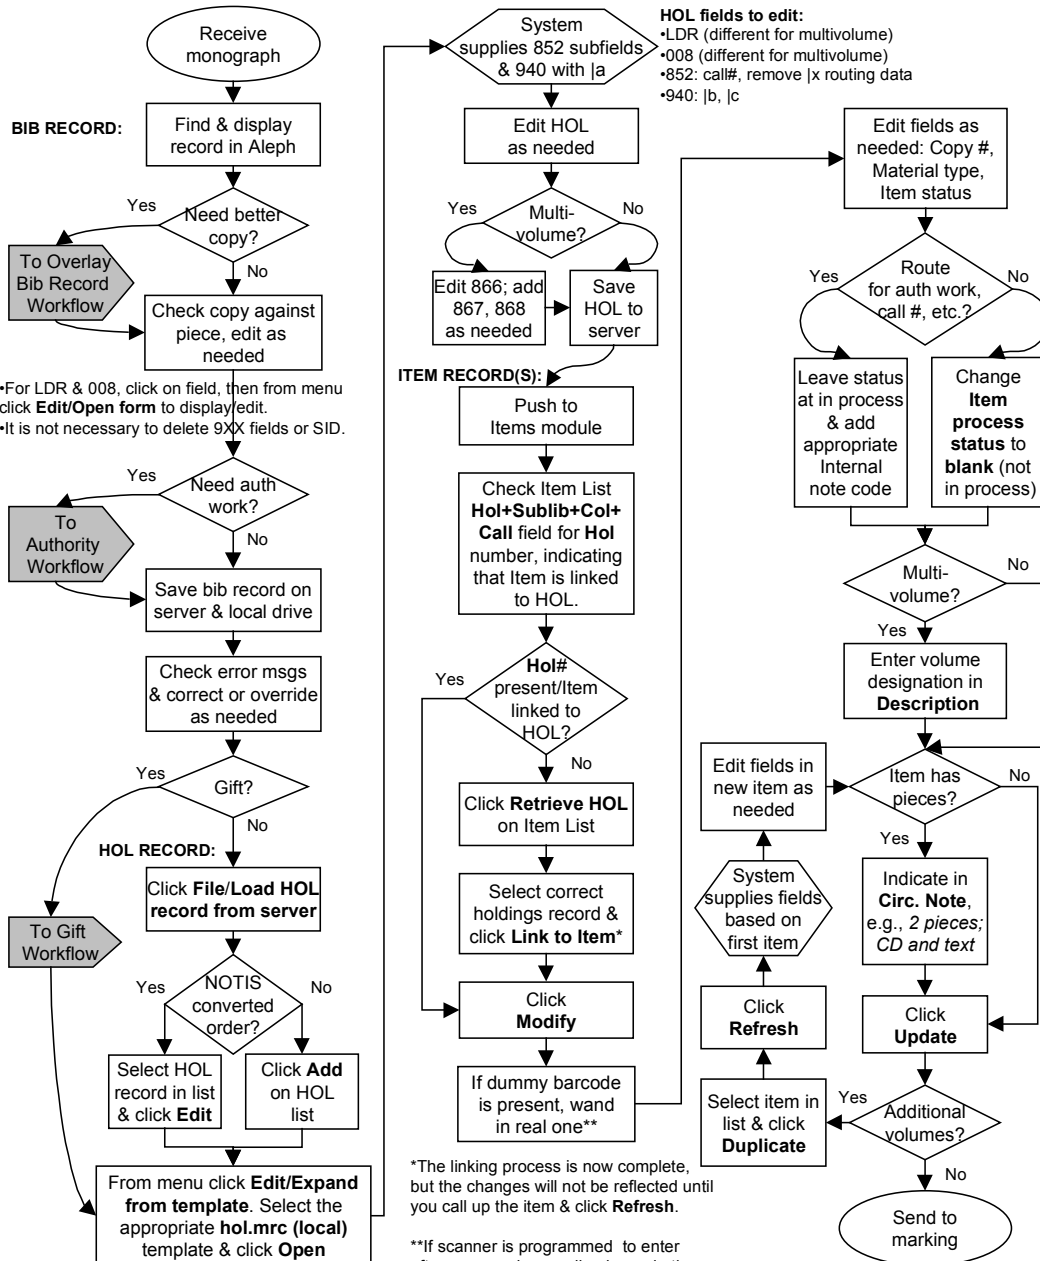 Receive
monograph
BIB RECORD:
Find & display
record in Aleph
Yes
Need better
copy?
No
To Overlay
Bib Record
Workflow
Check copy against
piece, edit as
needed
•For LDR & 008, click on field, then from menu
click Edit/Open form to display/edit.
•It is not necessary to delete 9XX fields or SID.
Yes
Need auth
work?
No
To
Authority
Workflow
Save bib record on
server & local drive
Check error msgs
& correct or override
as needed
Yes
Gift?
No
HOL RECORD:
Click File/Load HOL
record from server
To Gift
Workflow
Yes
NOTIS
converted
order?
No
Select HOL
record in list
& click Edit
Click Add
on HOL
list
From menu click Edit/Expand
from template. Select the
appropriate hol.mrc (local)
template & click Open
System
supplies 852 subfields
& 940 with |a
HOL fields to edit:
•LDR (different for multivolume)
•008 (different for multivolume)
•852: call#, remove |x routing data
•940: |b, |c
Edit HOL
as needed
Yes
Multi-
volume?
No
Edit 866; add
867, 868
as needed
Save
HOL to
server
ITEM RECORD(S):
Push to
Items module
Check Item List
Hol+Sublib+Col+
Call field for Hol
number, indicating
that Item is linked
to HOL.
Yes
Hol#
present/Item
linked to
HOL?
No
Click Retrieve HOL
on Item List
Select correct
holdings record &
click Link to Item*
Click
Modify
If dummy barcode
is present, wand
in real one**
*The linking process is now complete,
but the changes will not be reflected until
you call up the item & click Refresh.
**If scanner is programmed to enter
Edit fields as
needed: Copy #,
Material type,
Item status
Yes
Route
for auth work,
call #, etc.?
No
Leave status
at in process
& add
appropriate
Internal
note code
Change
Item
process
status to
blank (not
in process)
Multi-
volume?
No
Yes
Enter volume
designation in
Description
Edit fields in
new item as
needed
Item has
pieces?
No
Yes
System
supplies fields
based on
first item
Indicate in
Circ. Note,
e.g., 2 pieces;
CD and text
Click
Refresh
Click
Update
Select item in
list & click
Duplicate
Yes
Additional
volumes?
No
Send to
marking